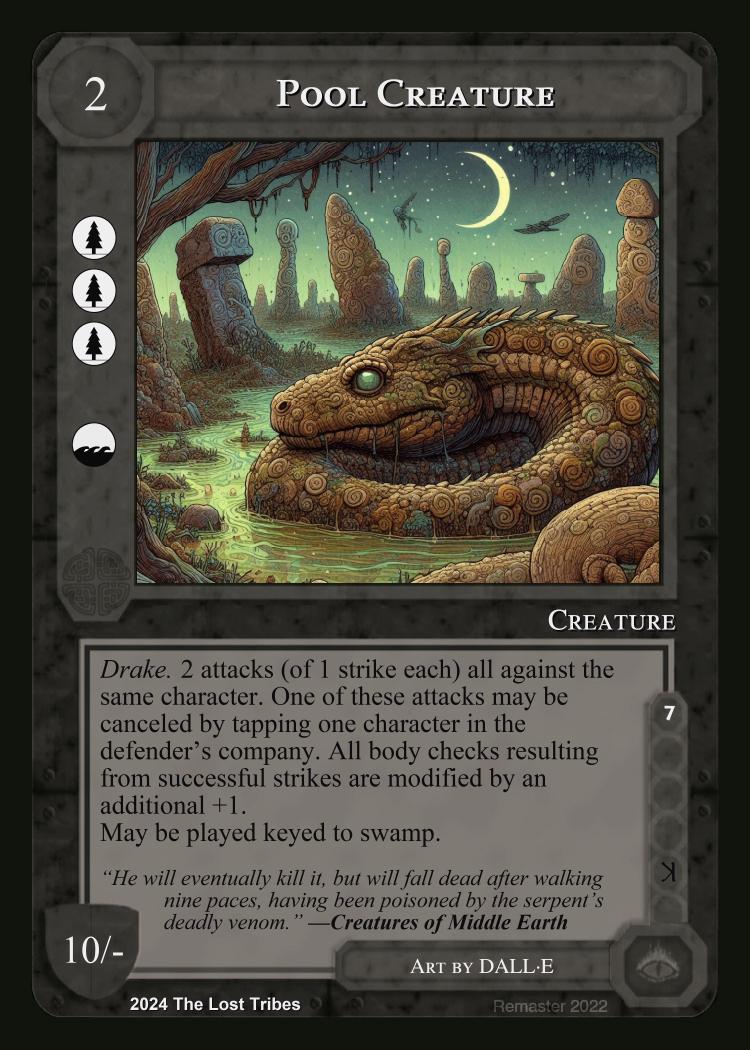 2
Pool Creature
Creature
Drake. 2 attacks (of 1 strike each) all against the
same character. One of these attacks may be
canceled by tapping one character in the
defender's company. All body checks resulting
from successful strikes are modified by an
additional +1.
May be played keyed to swamp.
7
“He will eventually kill it, but will fall dead after walking
nine paces, having been poisoned by the serpent's
deadly venom.” —Creatures of Middle Earth
10/-
Art by DALL·E
2024 The Lost Tribes
Remaster 2022